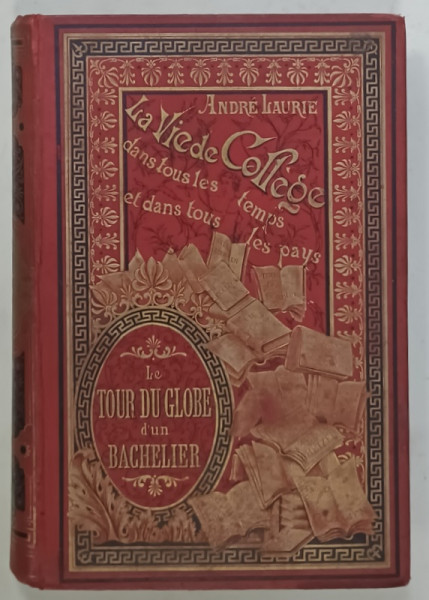 ANDRÉ LAURIE
La Vie de Collège
dans tous les temps
et dans tous les pays
Le
TOUR DU GLOBE
d'un
BACHELIER